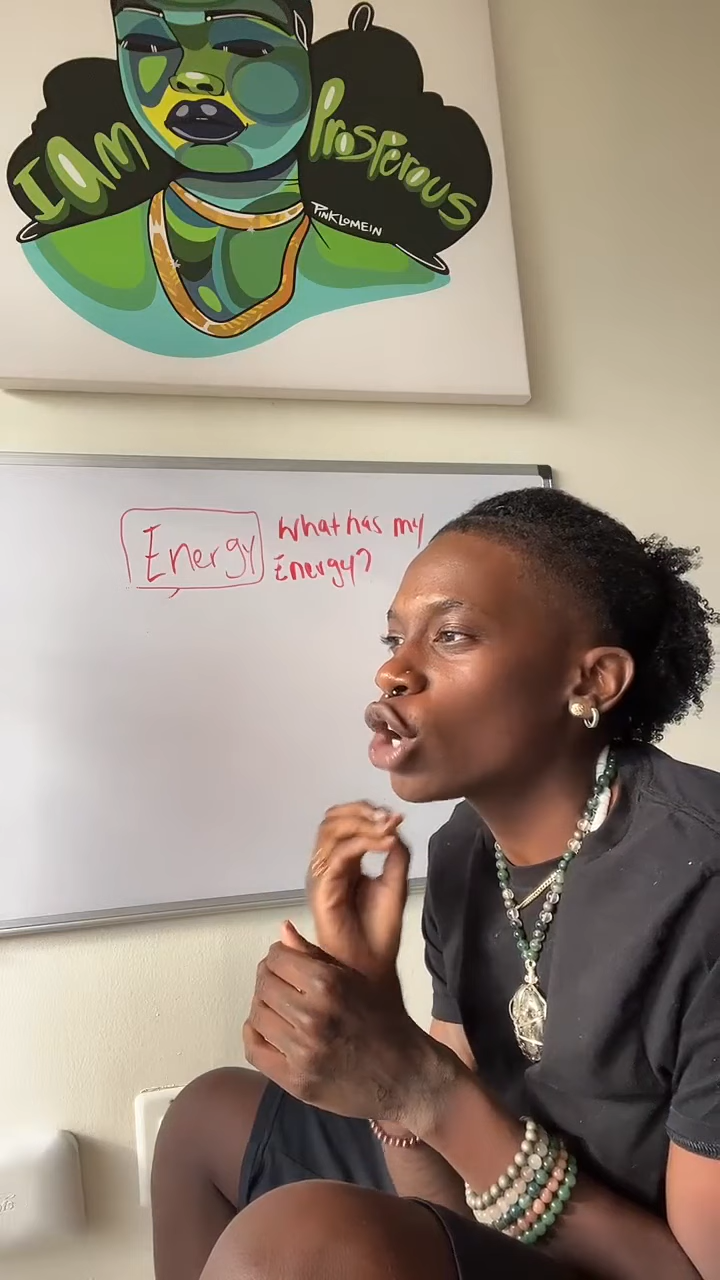 I am
Prosperous
PINKLOMEIN
Energy
What has my
Energy?